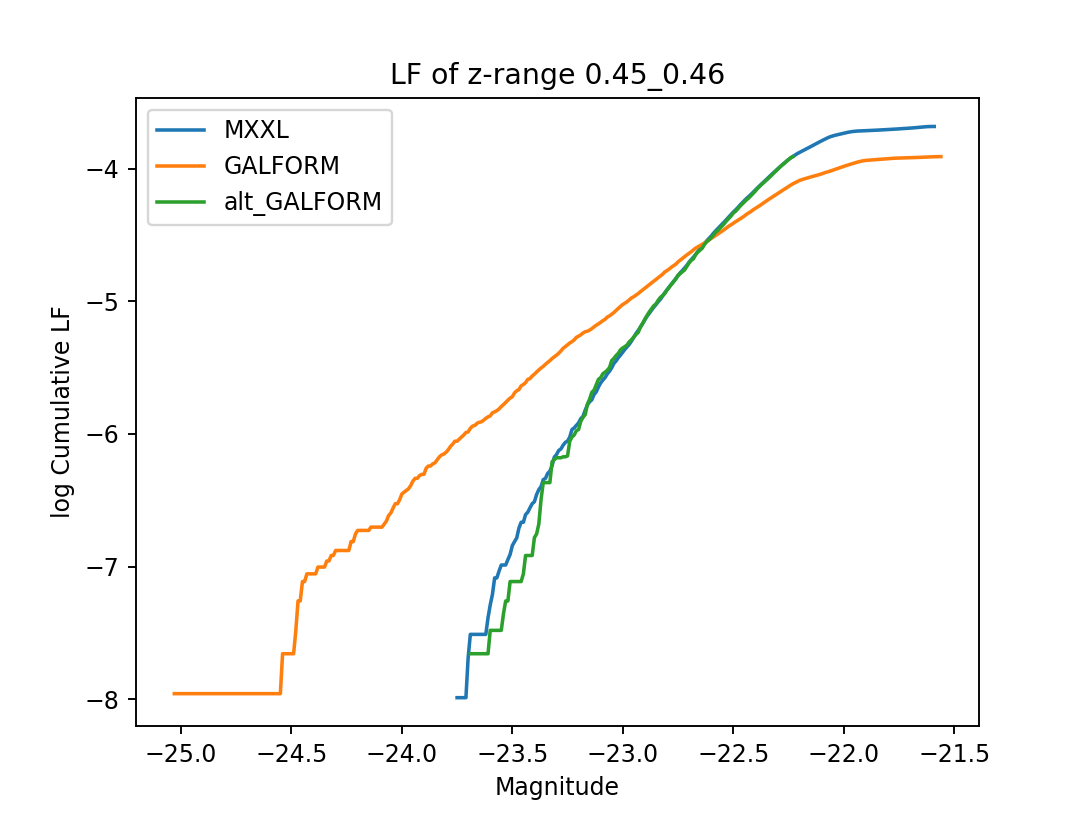 LF of z-range 0.45_0.46
MXXL
GALFORM
alt_GALFORM
log Cumulative LF
−4
−5
−6
−7
−8
−25.0 −24.5 −24.0 −23.5 −23.0 −22.5 −22.0 −21.5
Magnitude